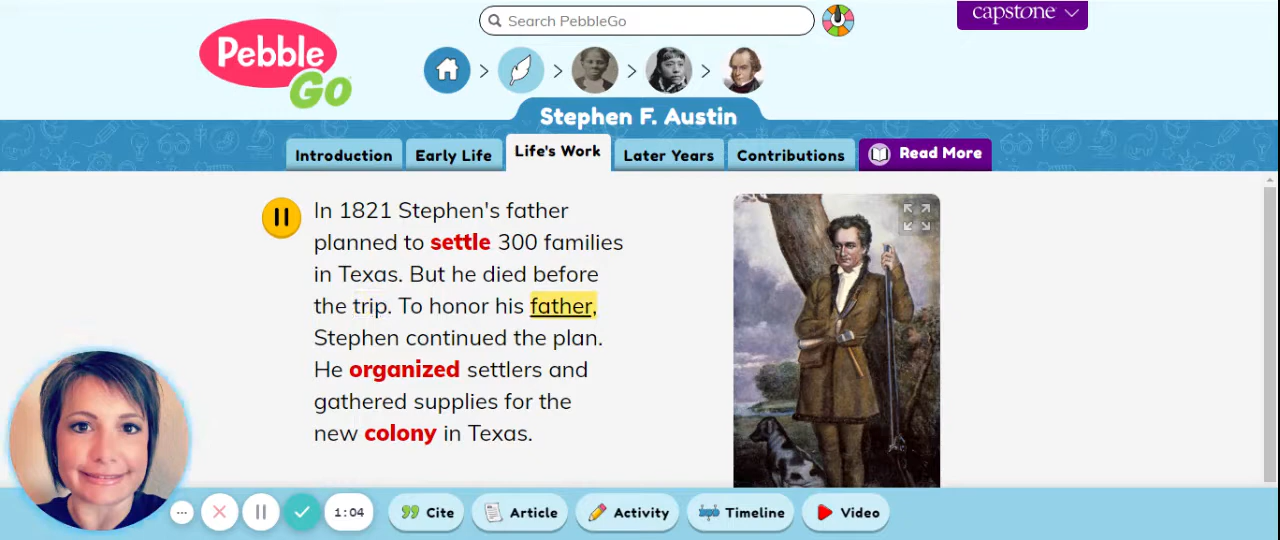 Search PebbleGo
capstone
Pebble
Go
Stephen F. Austin
Introduction
Early Life
Life's Work
Later Years
Contributions
Read More
In 1821 Stephen's father
planned to settle 300 families
in Texas. But he died before
the trip. To honor his father,
Stephen continued the plan.
He organized settlers and
gathered supplies for the
new colony in Texas.
1:04
Cite
Article
Activity
Timeline
Video